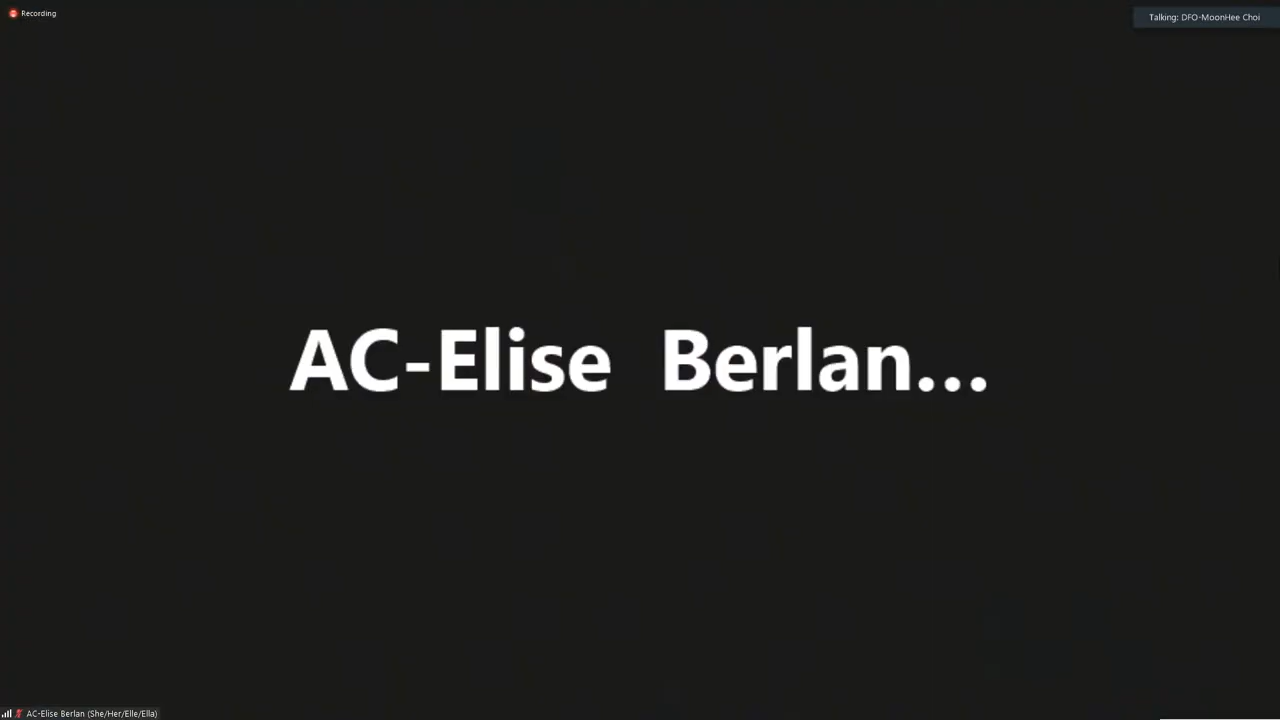 Recording
Talking: DFO-MoonHee Choi
AC-Elise Berlan...
AC-Elise Berlan (She/Her/Elle/Ella)